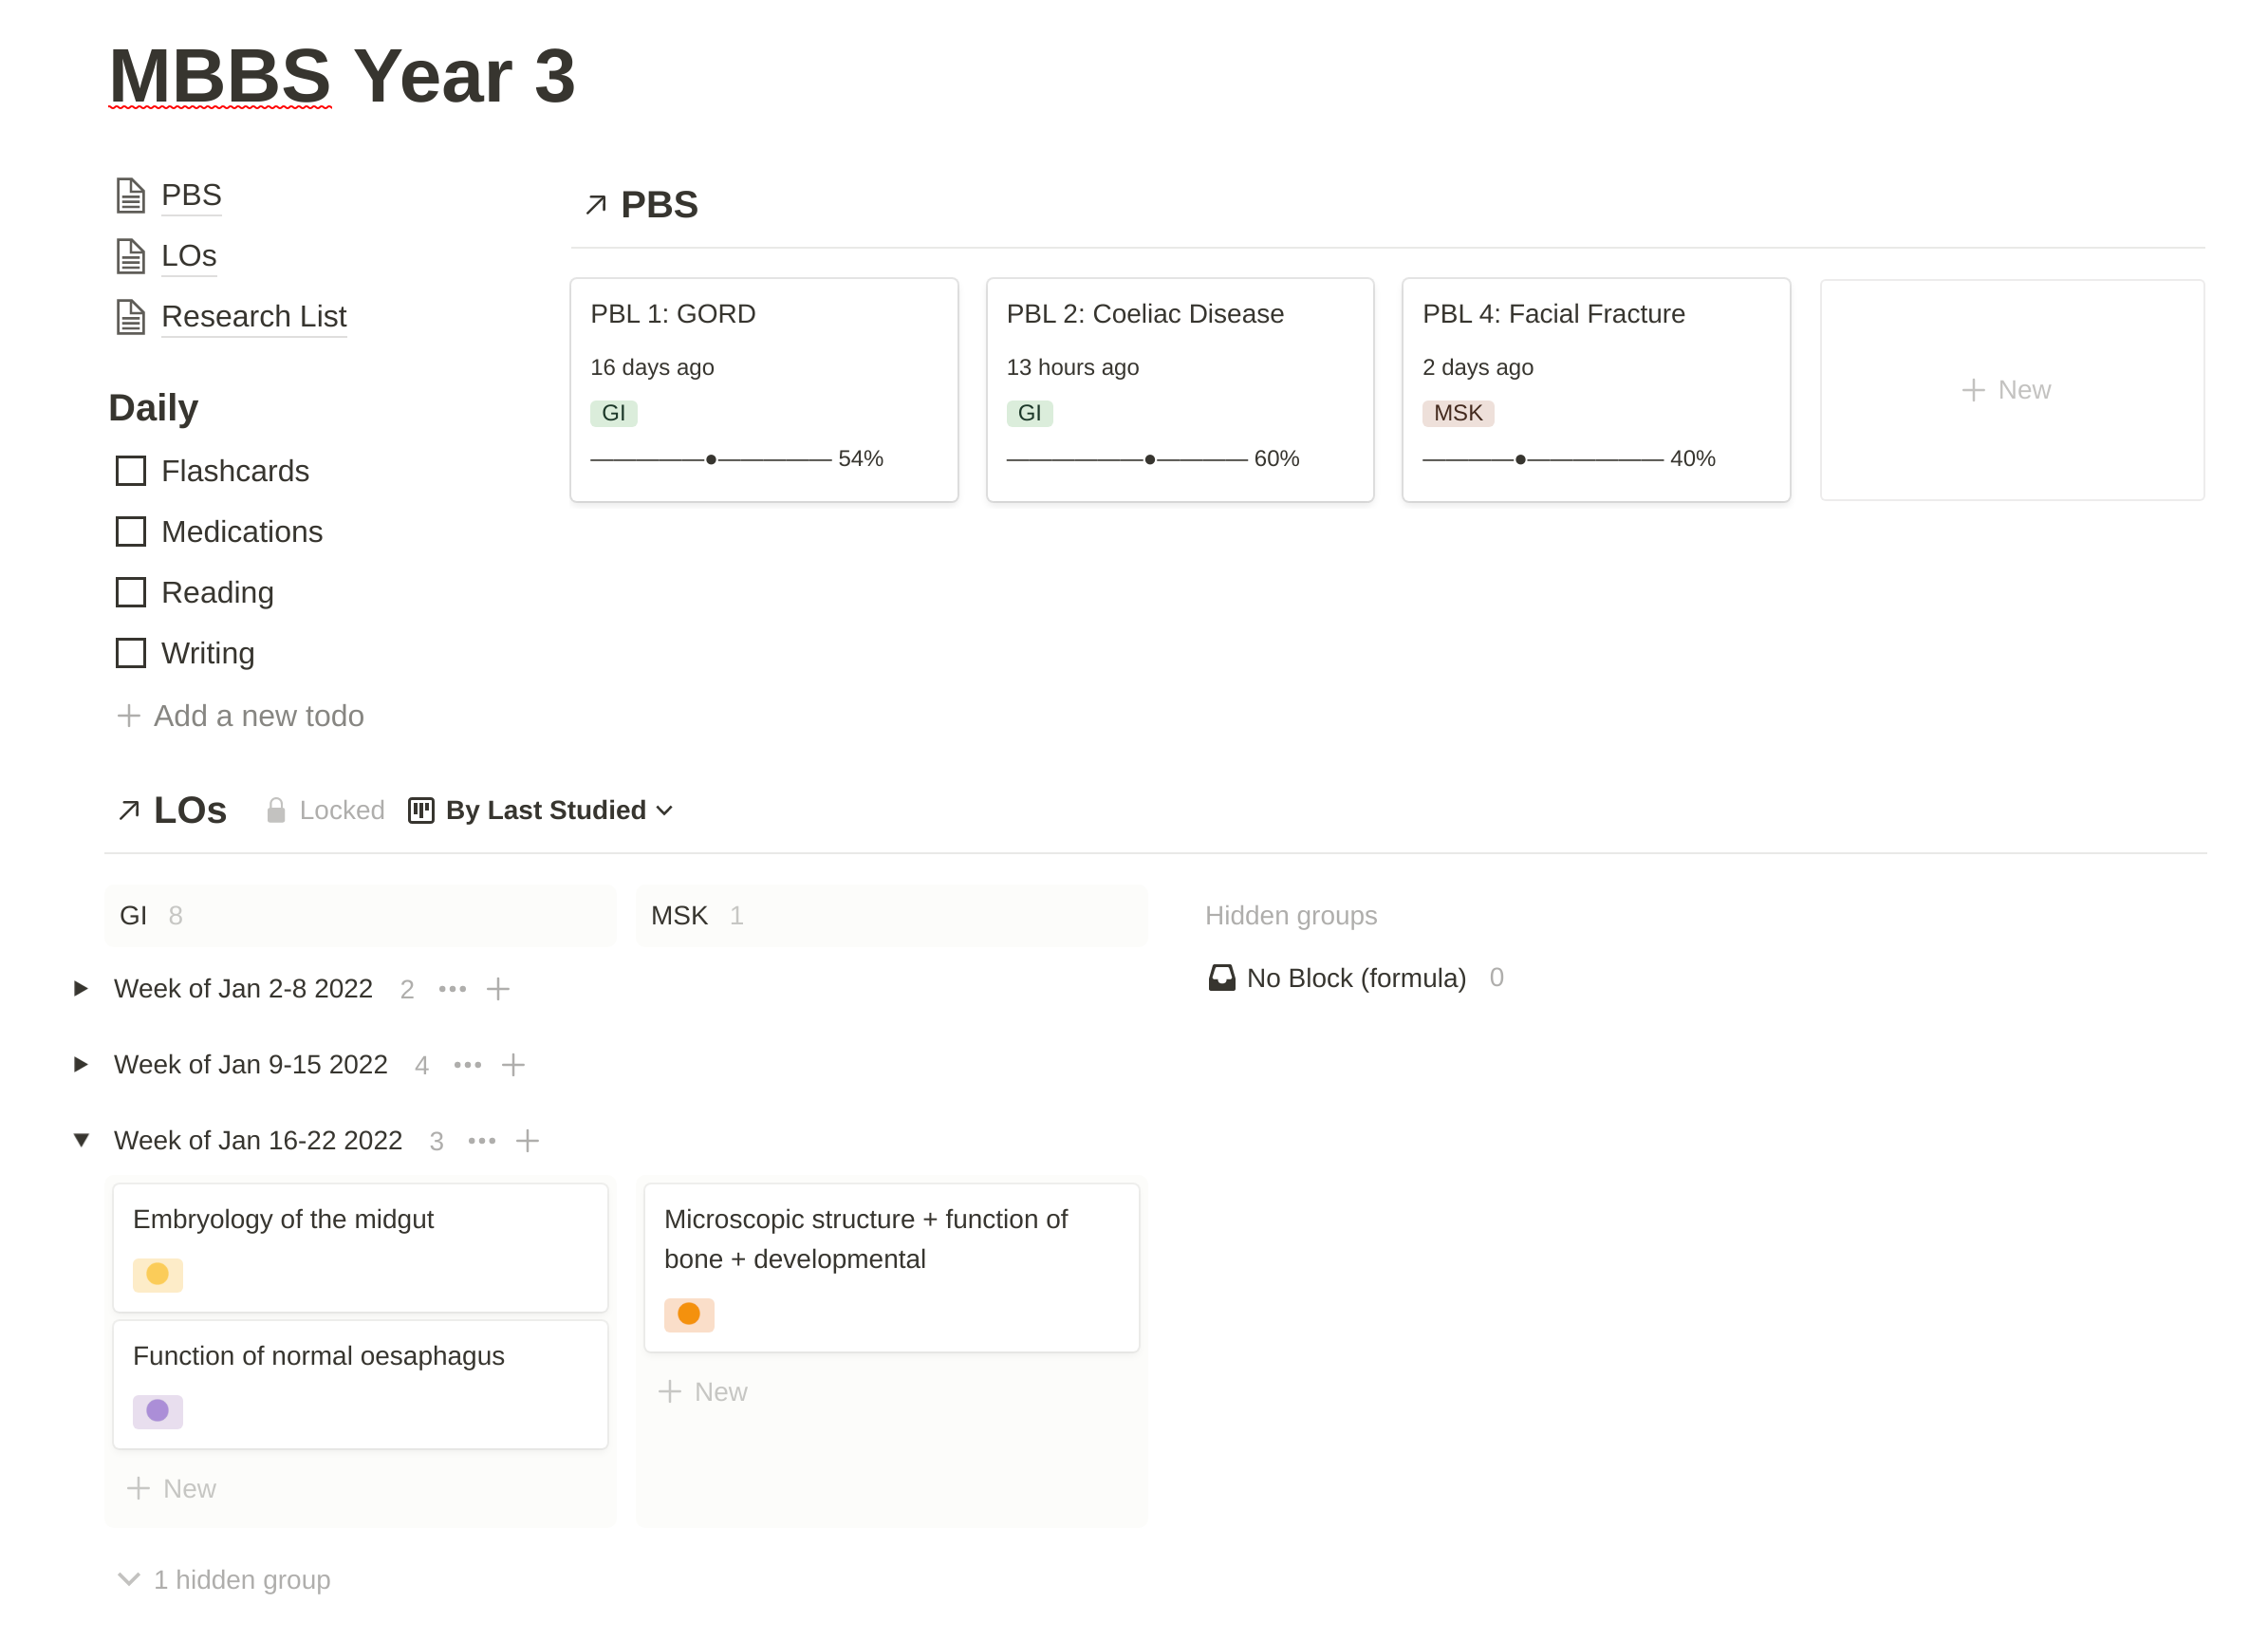 MBBS Year 3
PBS
LOs
Research List
Daily
Flashcards
Medications
Reading
Writing
Add a new todo
PBS
PBL 1: GORD
16 days ago
GI
54%
PBL 2: Coeliac Disease
13 hours ago
GI
60%
PBL 4: Facial Fracture
2 days ago
MSK
40%
New
LOs Locked By Last Studied
GI 8
MSK 1
Hidden groups
No Block (formula) 0
Week of Jan 2-8 2022 2
Week of Jan 9-15 2022 4
Week of Jan 16-22 2022 3
Embryology of the midgut
Function of normal oesaphagus
New
Microscopic structure + function of
bone + developmental
New
1 hidden group